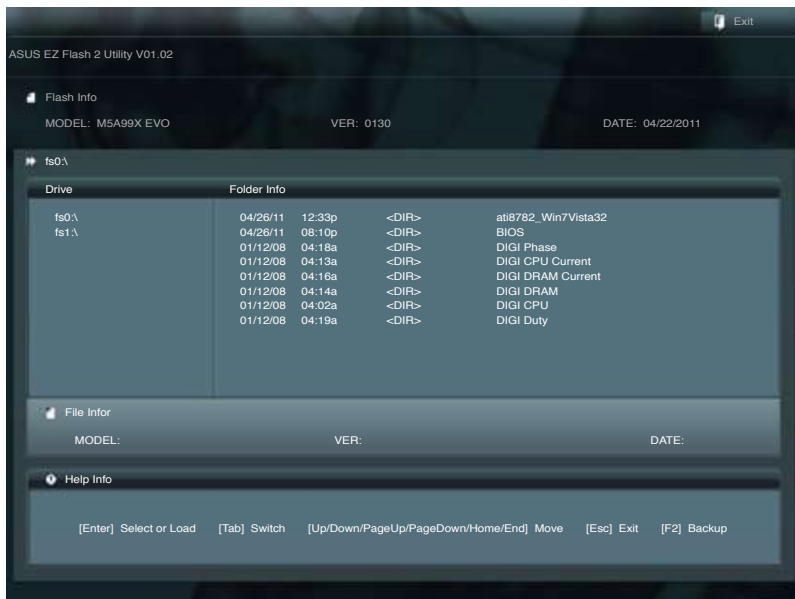 Exit
ASUS EZ Flash 2 Utility V01.02
Flash Info
MODEL: M5A99X EVO VER: 0130 DATE: 04/22/2011
fs0:\
Drive Folder Info
fs0:\ 04/26/11 12:33p <DIR> ati8782_Win7Vista32
fs1:\ 04/26/11 08:10p <DIR> BIOS
01/12/08 04:18a <DIR> DIGI Phase
01/12/08 04:13a <DIR> DIGI CPU Current
01/12/08 04:16a <DIR> DIGI DRAM Current
01/12/08 04:14a <DIR> DIGI DRAM
01/12/08 04:02a <DIR> DIGI CPU
01/12/08 04:19a <DIR> DIGI Duty
File Infor
MODEL: VER: DATE:
Help Info
[Enter] Select or Load [Tab] Switch [Up/Down/PageUp/PageDown/Home/End] Move [Esc] Exit [F2] Backup